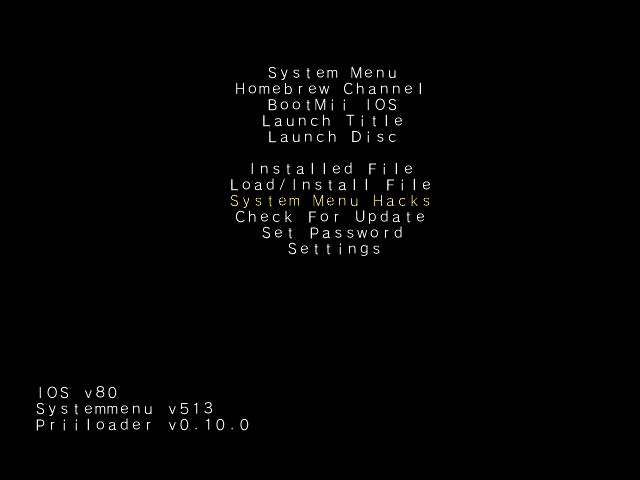 System Menu
Homebrew Channel
BootMii IOS
Launch Title
Launch Disc
Installed File
Load/Install File
System Menu Hacks
Check For Update
Set Password
Settings
IOS v80
Systemmenu v513
Priiloader v0.10.0